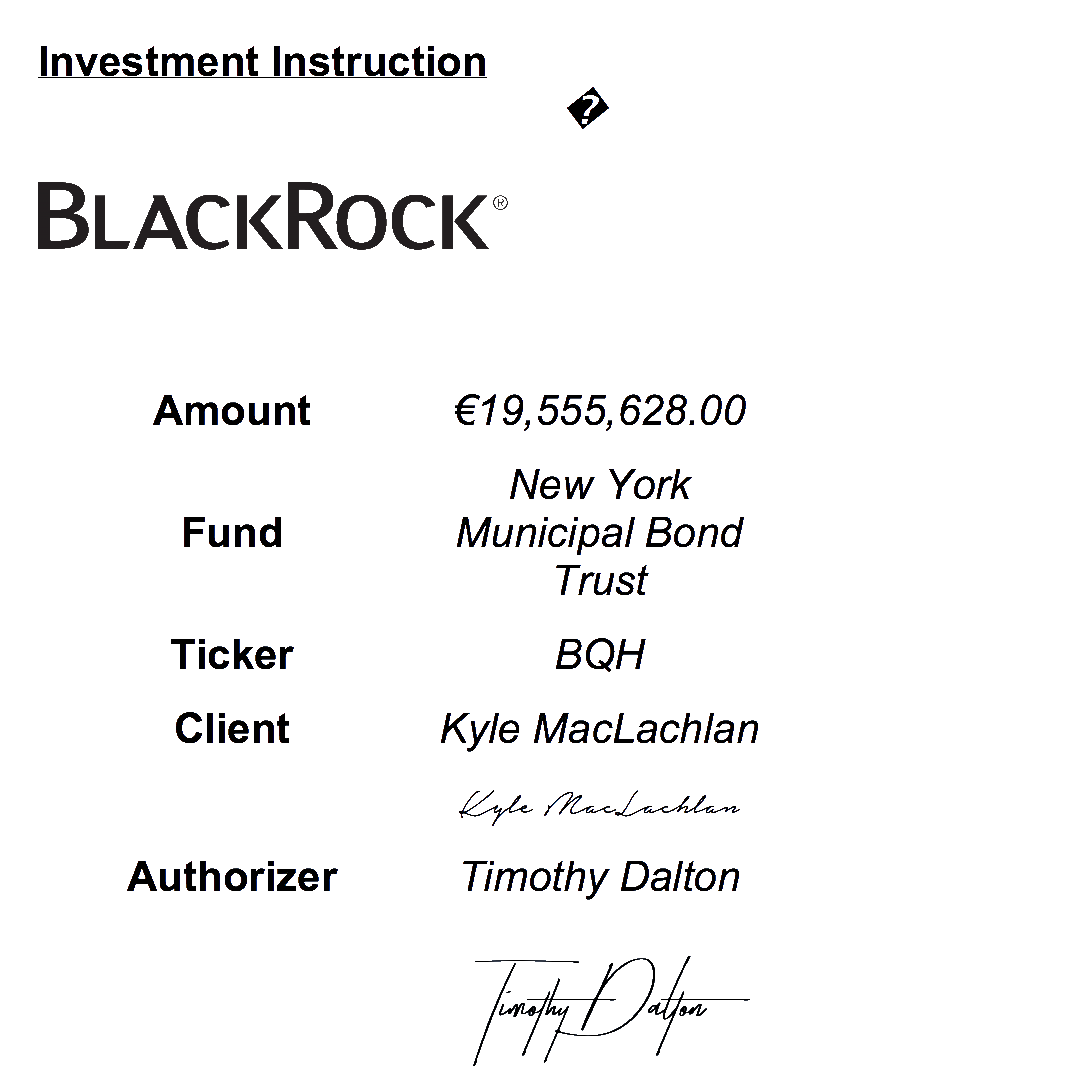 Investment Instruction
�
BLACKROCK®
Amount €19,555,628.00
New York
Fund Municipal Bond
Trust
Ticker BQH
Client Kyle MacLachlan
Kyle MacLachlan
Authorizer Timothy Dalton
Timothy Dalton